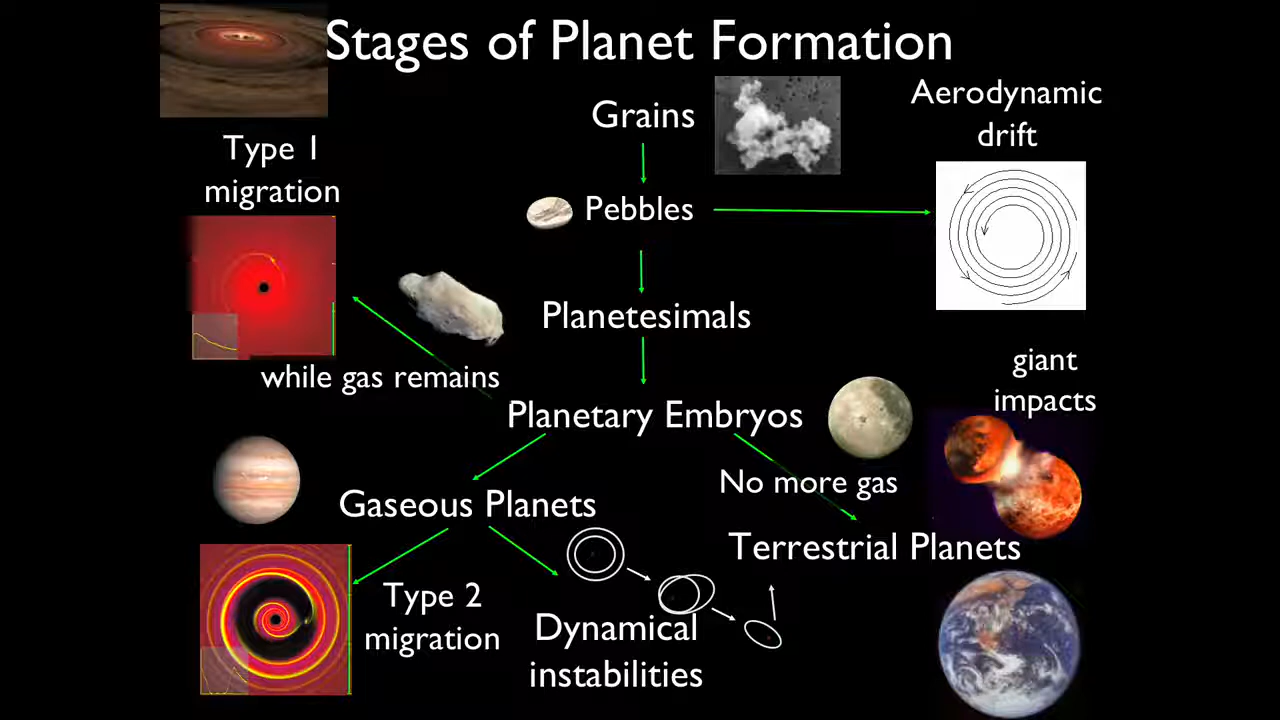 Stages of Planet Formation
Grains
Aerodynamic
drift
Type 1
migration
Pebbles
Planetesimals
while gas remains
giant
impacts
Planetary Embryos
No more gas
Gaseous Planets
Terrestrial Planets
Type 2
migration
Dynamical
instabilities